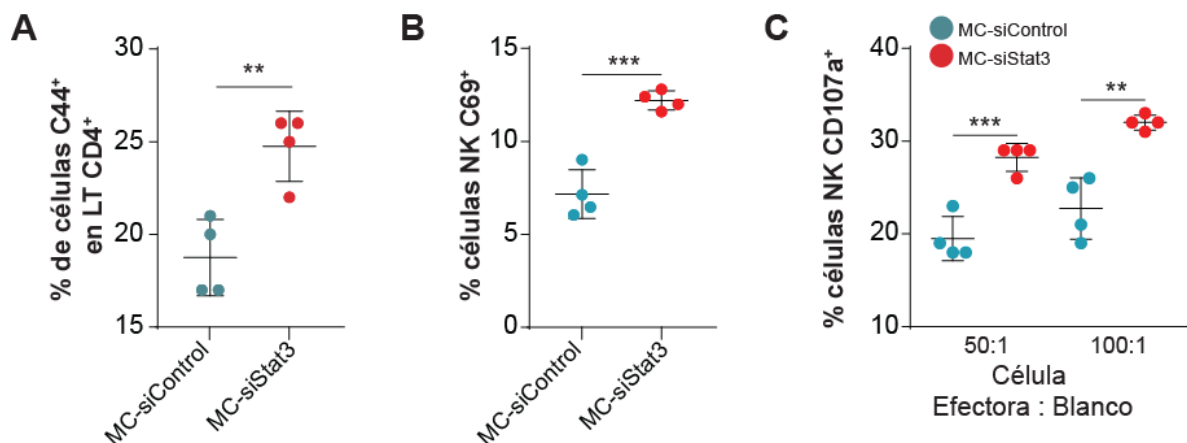 A
% de células C44⁺
en LT CD4⁺
30
25
20
15
**
MC-siControl
MC-siStat3
B
% células NK C69⁺
15
10
5
0
***
MC-siControl
MC-siStat3
C
MC-siControl
MC-siStat3
% células NK CD107a⁺
40
30
20
10
***
**
50:1
100:1
Célula
Efectora : Blanco